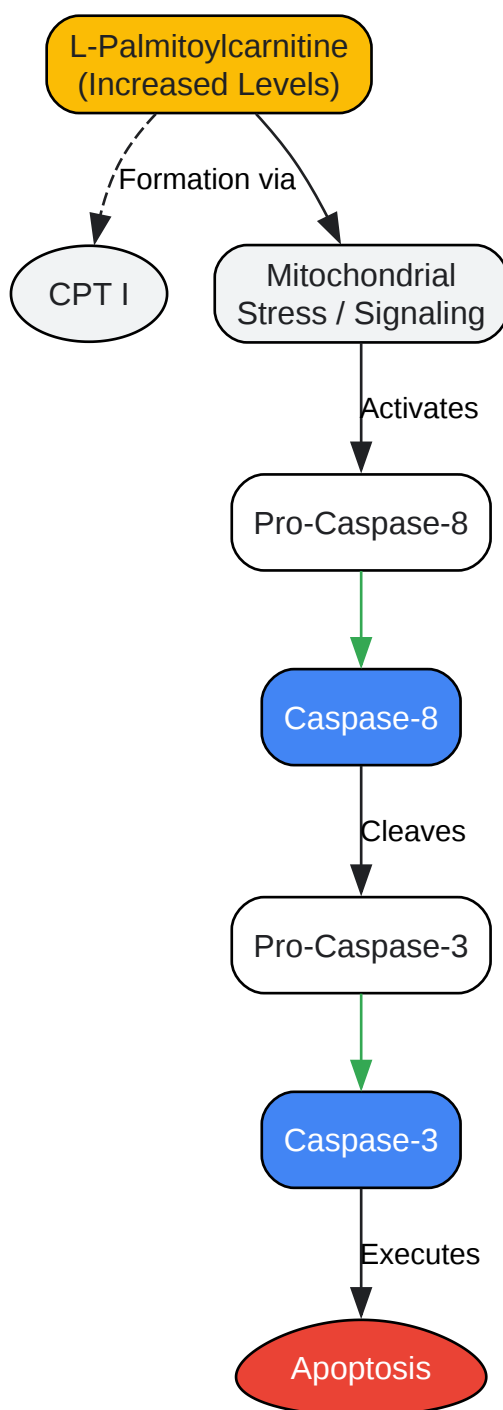 L-Palmitoylcarnitine
(Increased Levels)
Formation via
CPT I
Mitochondrial
Stress / Signaling
Activates
Pro-Caspase-8
Caspase-8
Cleaves
Pro-Caspase-3
Caspase-3
Executes
Apoptosis